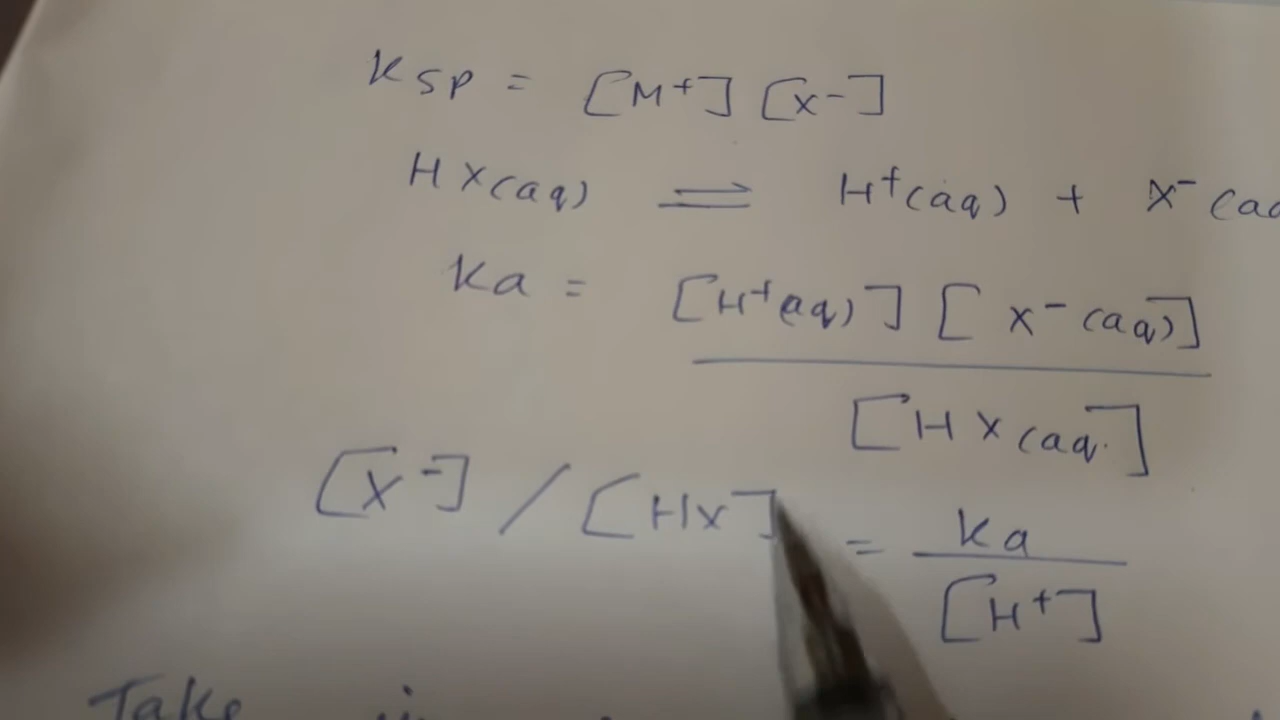 Ksp = [M+] [X-]
HX(aq) ⇌ H+(aq) + X- (aq
Ka = [H+aq)] [X-(aq)]
[HX(aq.]
[X-] / [HX] = Ka
[H+]
Take